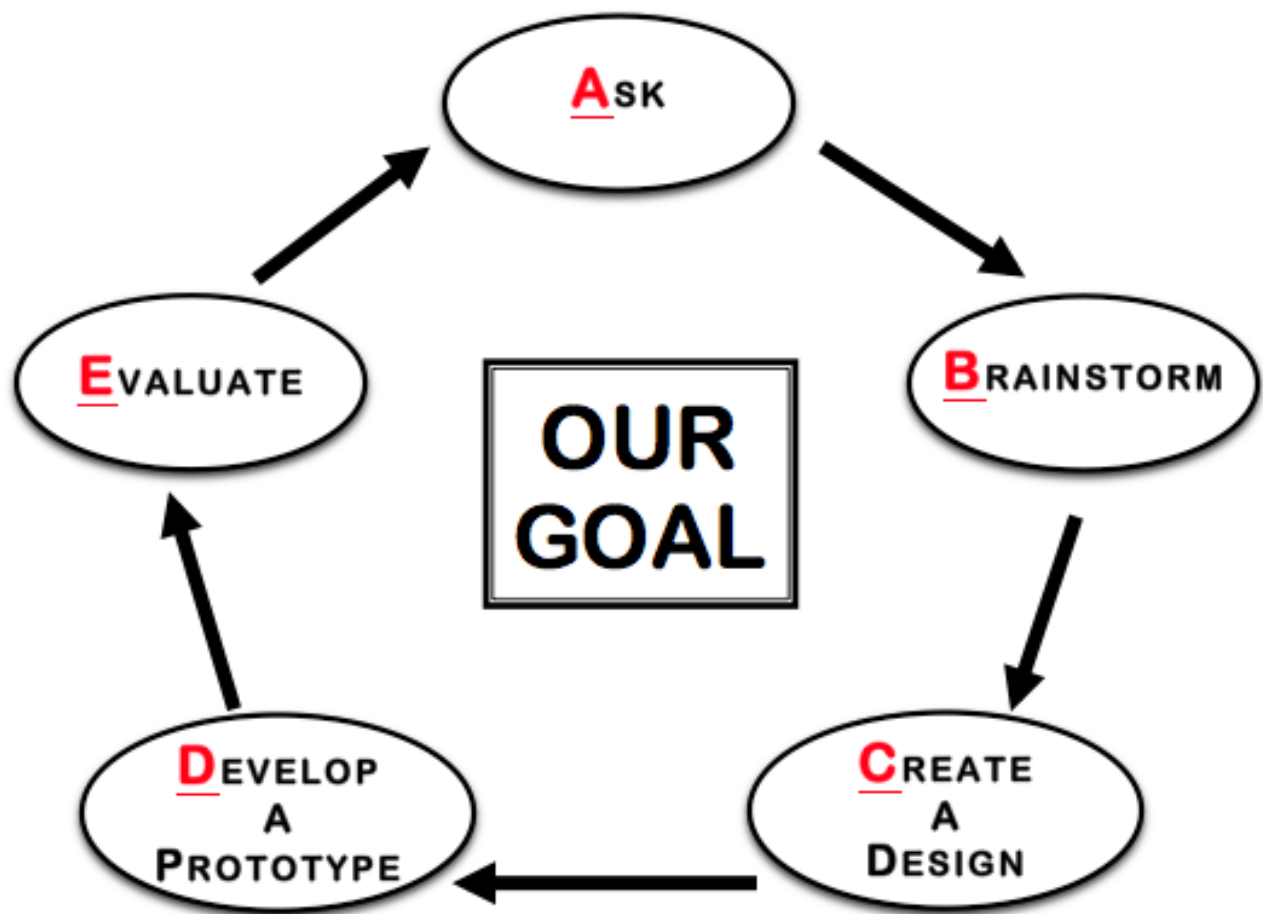 ASK
BRAINSTORM
CREATE
A
DESIGN
DEVELOP
A
PROTOTYPE
EVALUATE
OUR
GOAL